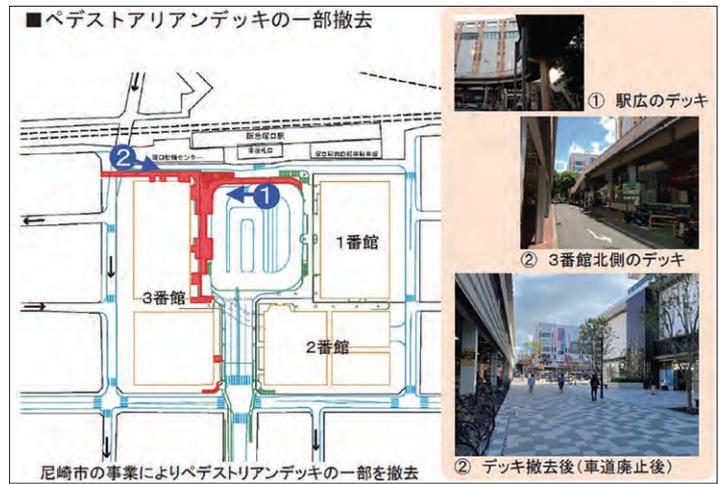 ■ペデストアリアンデッキの一部撤去
① 駅広のデッキ
阪急塚口駅
②
①
1番館
② 3番館北側のデッキ
3番館
2番館
② デッキ撤去後(車道廃止後)
尼崎市の事業によりペデストリアンデッキの一部を撤去